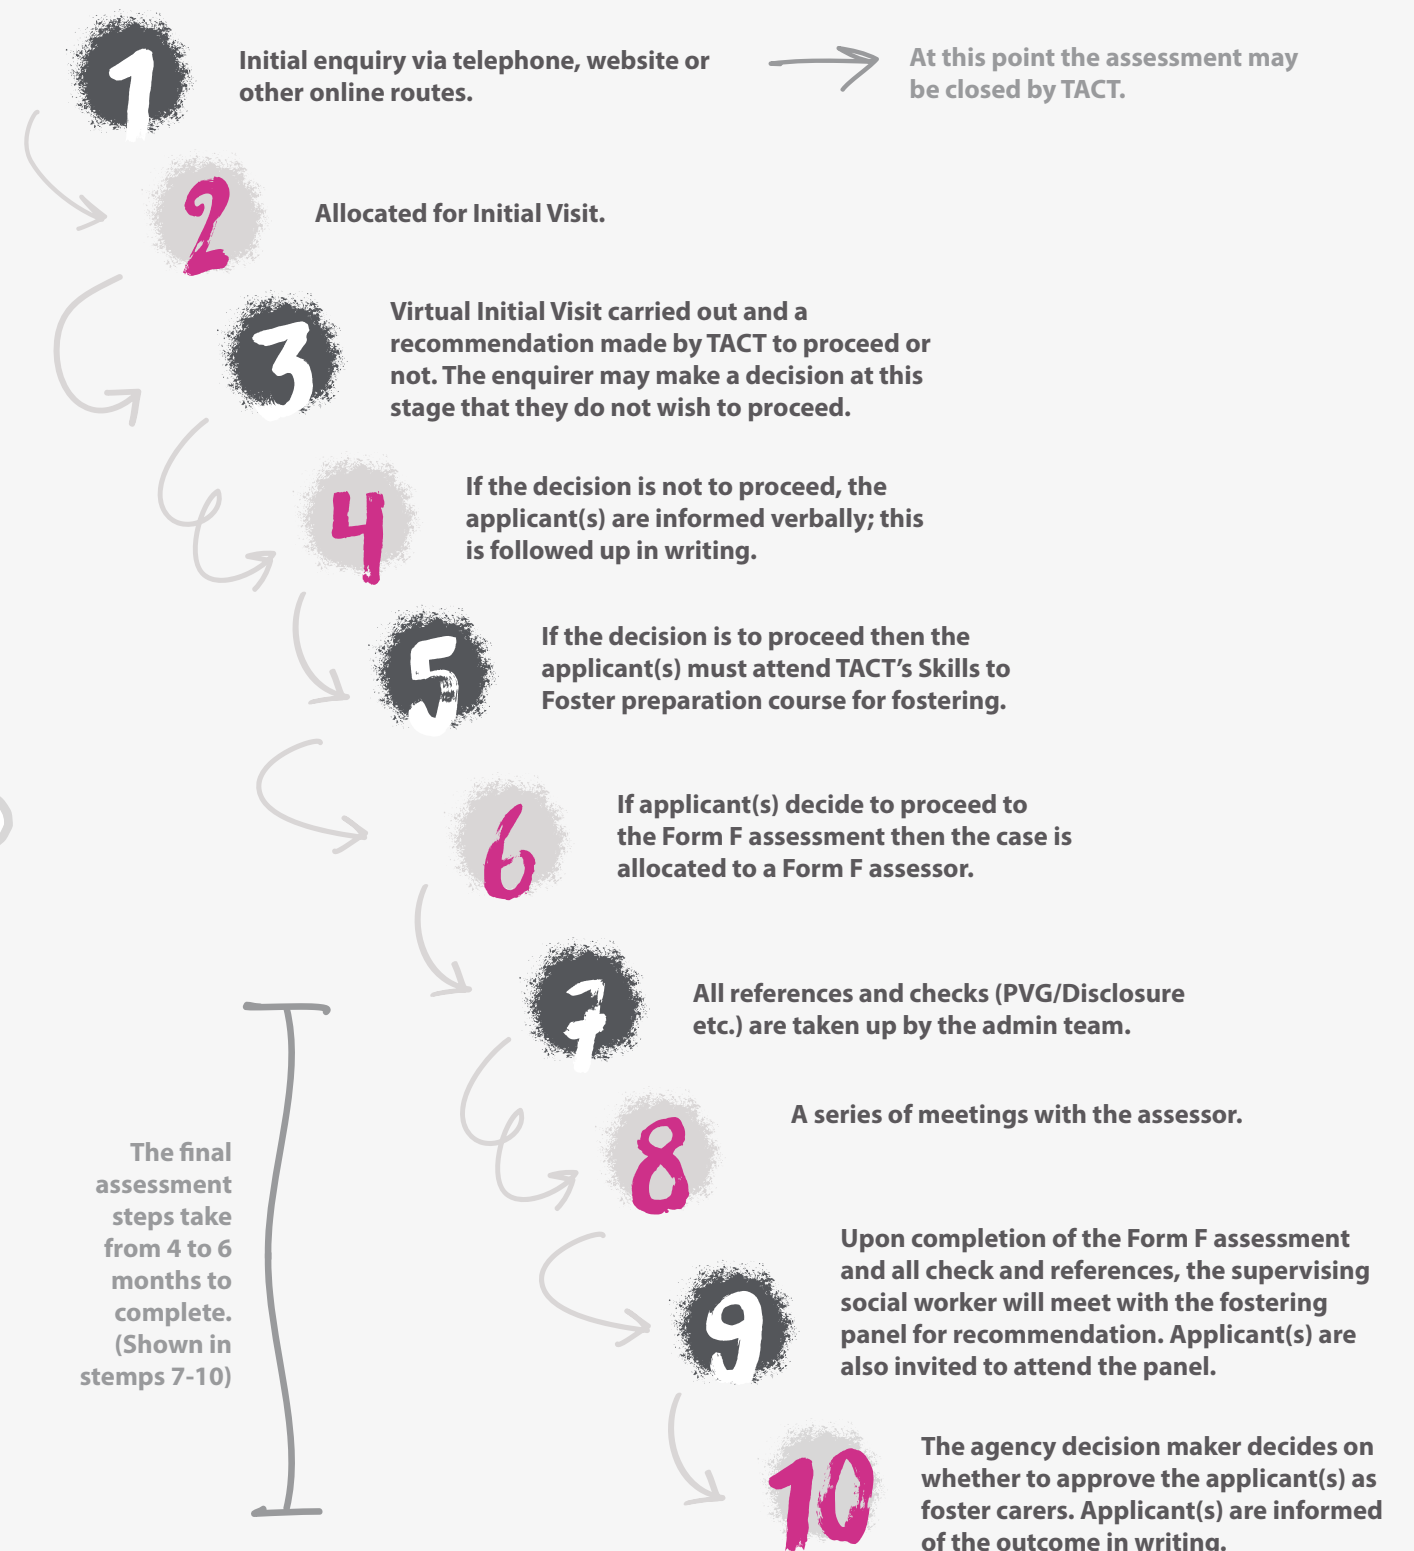 1
Initial enquiry via telephone, website or
other online routes.
At this point the assessment may
be closed by TACT.
2
Allocated for Initial Visit.
3
Virtual Initial Visit carried out and a
recommendation made by TACT to proceed or
not. The enquirer may make a decision at this
stage that they do not wish to proceed.
4
If the decision is not to proceed, the
applicant(s) are informed verbally; this
is followed up in writing.
5
If the decision is to proceed then the
applicant(s) must attend TACT’s Skills to
Foster preparation course for fostering.
6
If applicant(s) decide to proceed to
the Form F assessment then the case is
allocated to a Form F assessor.
7
All references and checks (PVG/Disclosure
etc.) are taken up by the admin team.
8
A series of meetings with the assessor.
The final
assessment
steps take
from 4 to 6
months to
complete.
(Shown in
stemps 7-10)
9
Upon completion of the Form F assessment
and all check and references, the supervising
social worker will meet with the fostering
panel for recommendation. Applicant(s) are
also invited to attend the panel.
10
The agency decision maker decides on
whether to approve the applicant(s) as
foster carers. Applicant(s) are informed
of the outcome in writing.